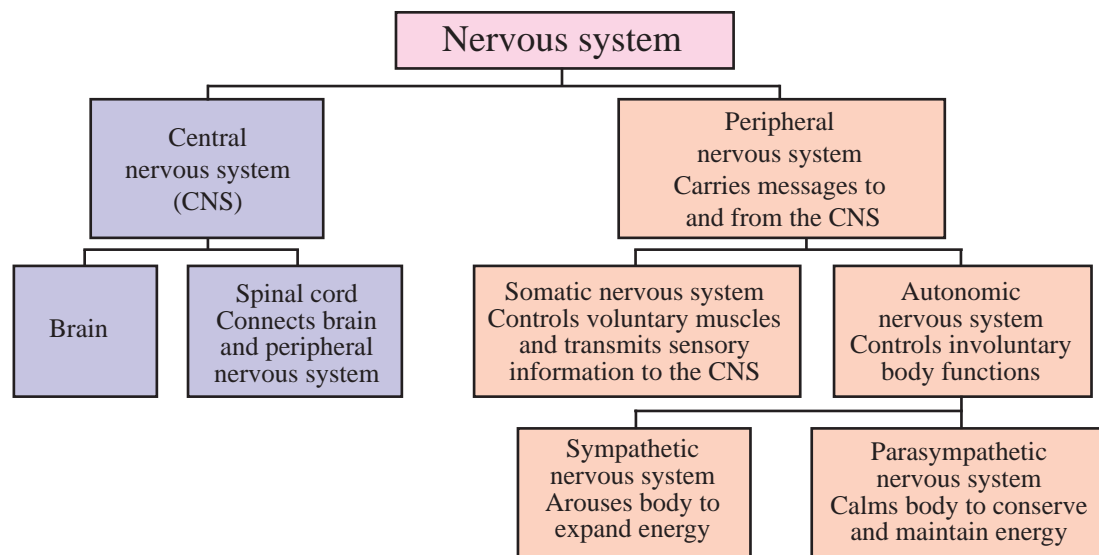 Nervous system
Central
nervous system
(CNS)
Peripheral
nervous system
Carries messages to
and from the CNS
Brain
Spinal cord
Connects brain
and peripheral
nervous system
Somatic nervous system
Controls voluntary muscles
and transmits sensory
information to the CNS
Autonomic
nervous system
Controls involuntary
body functions
Sympathetic
nervous system
Arouses body to
expand energy
Parasympathetic
nervous system
Calms body to conserve
and maintain energy